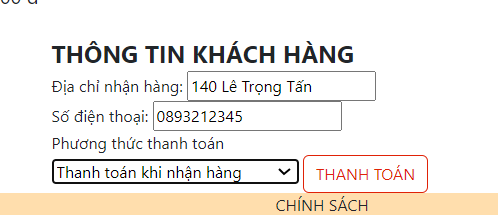 THÔNG TIN KHÁCH HÀNG
Địa chỉ nhận hàng: 140 Lê Trọng Tấn
Số điện thoại: 0893212345
Phương thức thanh toán
Thanh toán khi nhận hàng THANH TOÁN
CHÍNH SÁCH